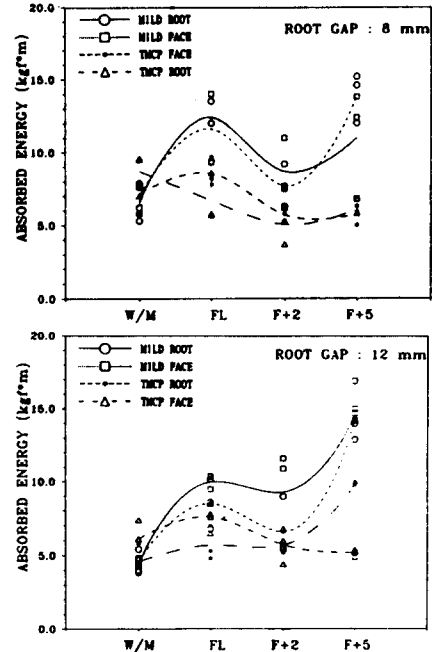 20.0
ROOT GAP : 8 mm
MILD ROOT
MILD FACE
TMCP FACE
TMCP ROOT
15.0
10.0
5.0
0.0
ABSORBED ENERGY (kgf*m)
W/M FL F+2 F+5
20.0
ROOT GAP : 12 mm
MILD ROOT
MILD FACE
TMCP ROOT
TMCP FACE
15.0
10.0
5.0
0.0
ABSORBED ENERGY (kgf*m)
W/M FL F+2 F+5